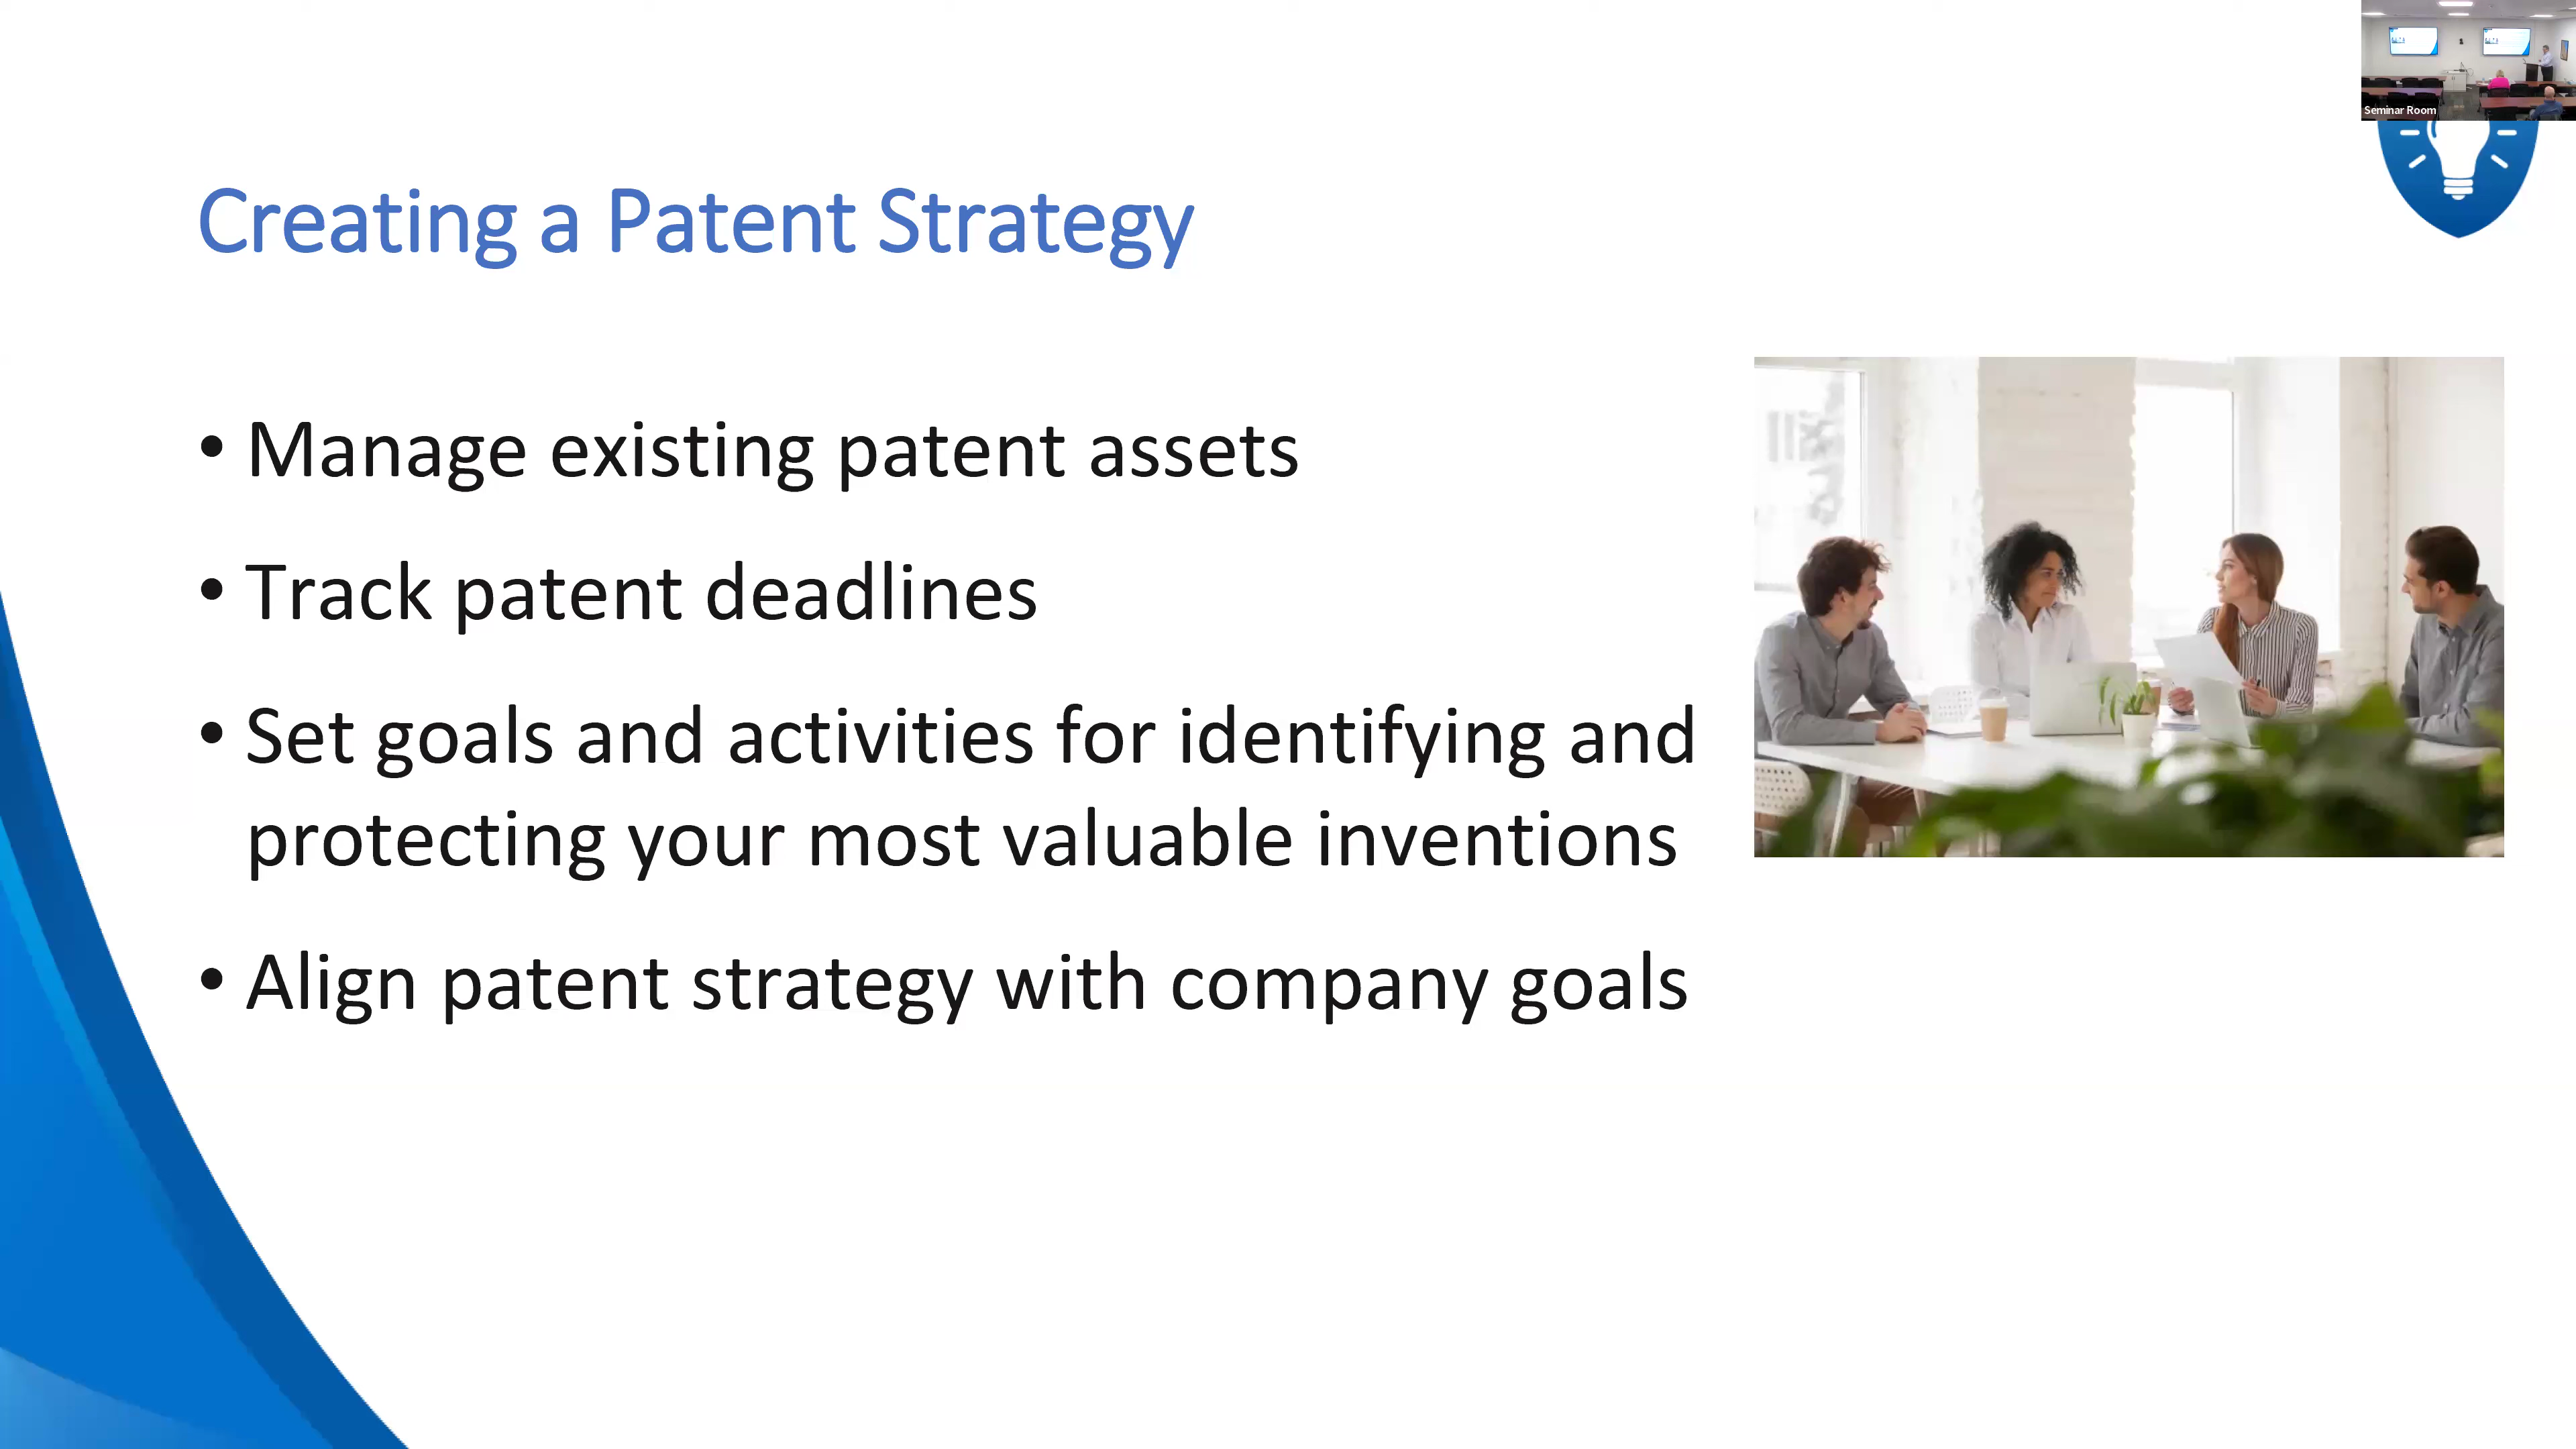 Seminar Room
Creating a Patent Strategy
• Manage existing patent assets
• Track patent deadlines
• Set goals and activities for identifying and
protecting your most valuable inventions
• Align patent strategy with company goals